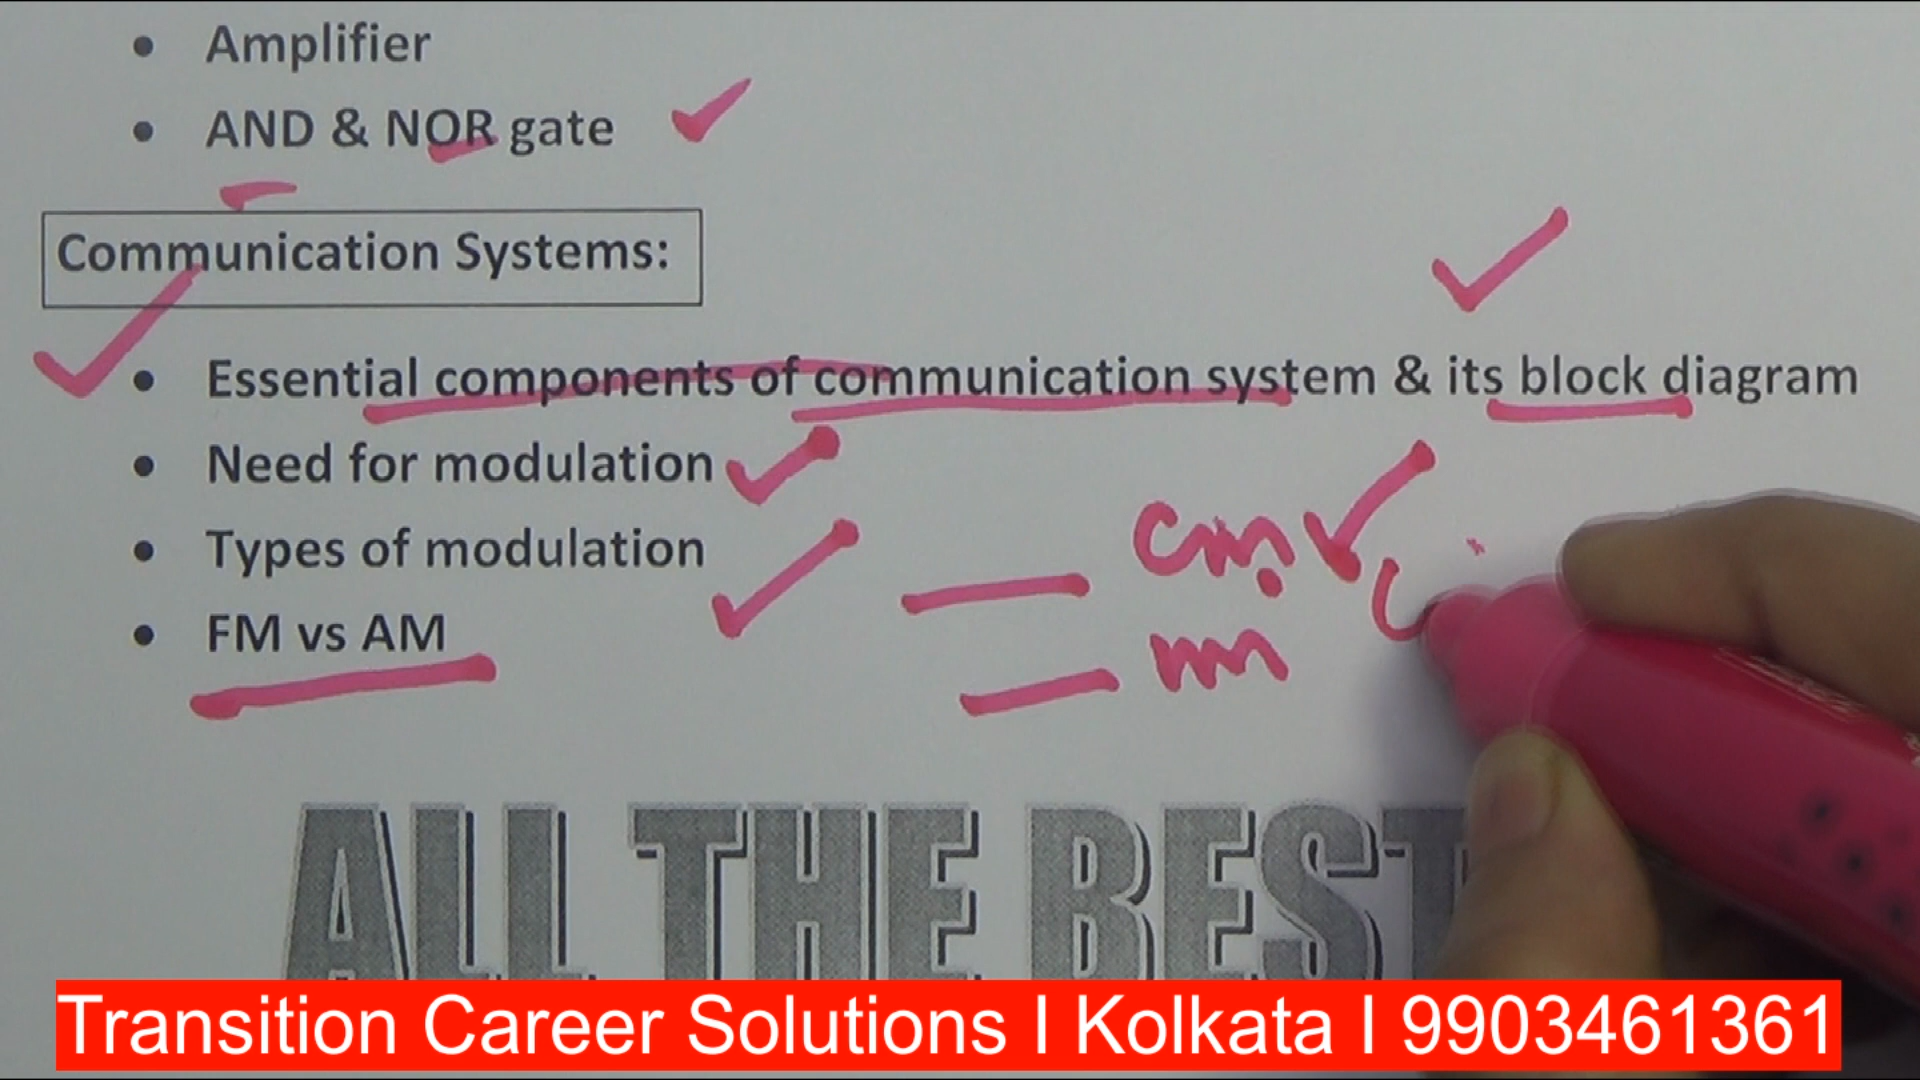 • Amplifier
• AND & NOR gate
Communication Systems:
• Essential components of communication system & its block diagram
• Need for modulation
• Types of modulation
• FM vs AM
ALL THE BEST
Transition Career Solutions I Kolkata I 9903461361